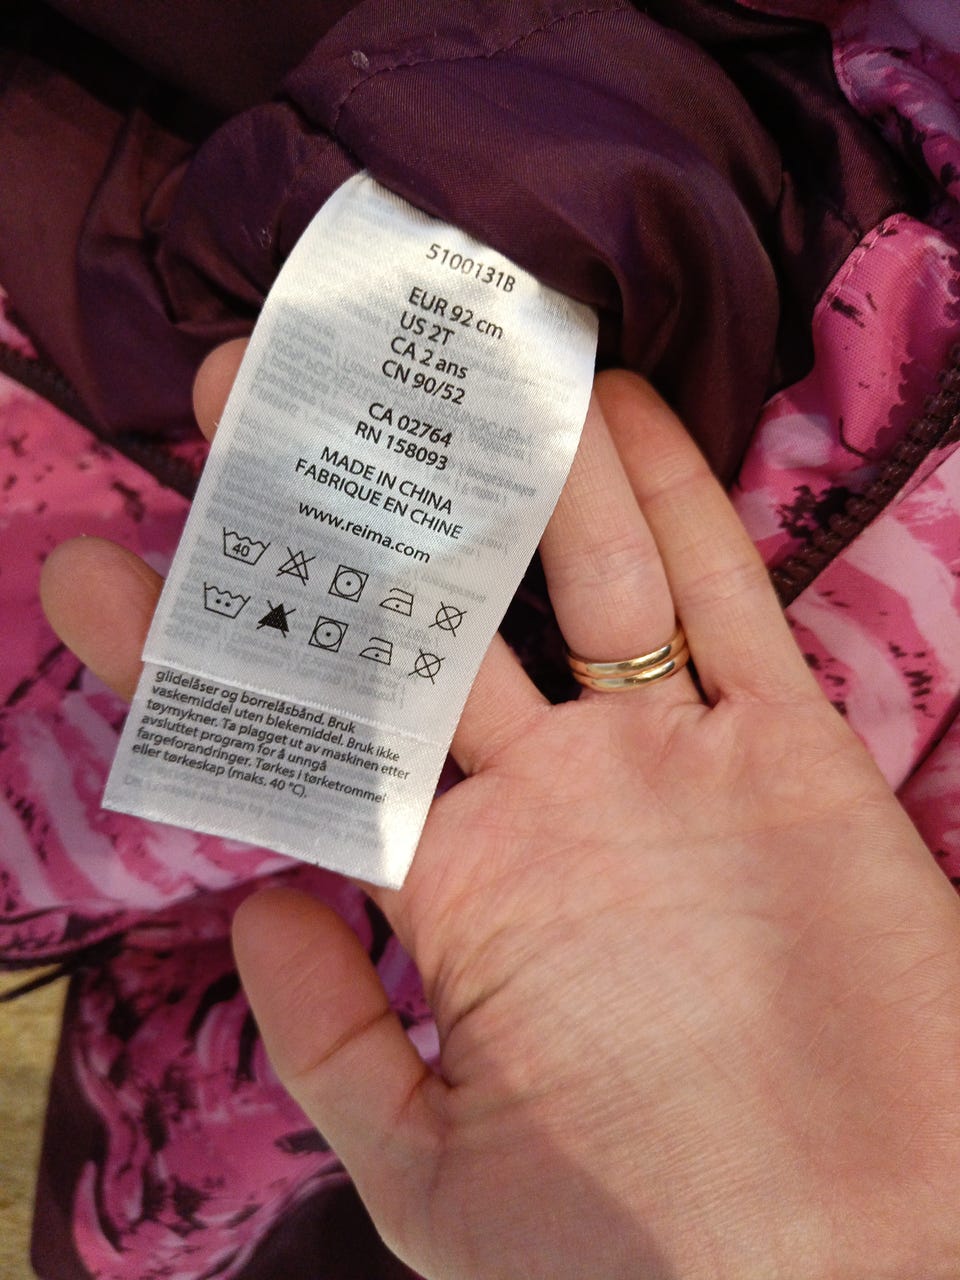 5100131B
EUR 92 cm
US 2T
CA 2 ans
CN 90/52
CA 02764
RN 158093
MADE IN CHINA
FABRIQUE EN CHINE
www.reima.com
40
glidelåser og borrelåsbånd. Bruk
vaskemiddel uten blekemiddel. Bruk ikke
tøymykner. Ta plagget ut av maskinen etter
avsluttet program for å unngå
fargeforandringer. Tørkes i tørketrommel
eller tørkeskap (maks. 40 °C).